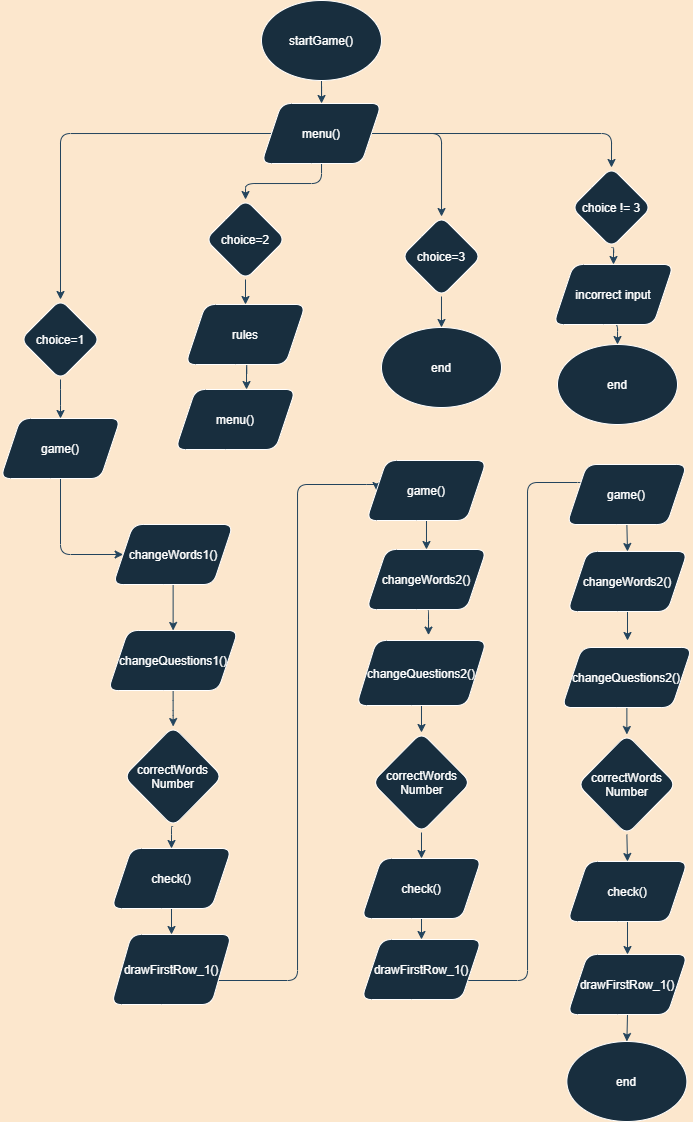 startGame()
menu()
choice=1
game()
choice=2
rules
menu()
choice=3
end
choice != 3
incorrect input
end
changeWords1()
changeQuestions1()
correctWords
Number
check()
drawFirstRow_1()
game()
changeWords2()
changeQuestions2()
correctWords
Number
check()
drawFirstRow_1()
game()
changeWords2()
changeQuestions2()
correctWords
Number
check()
drawFirstRow_1()
end